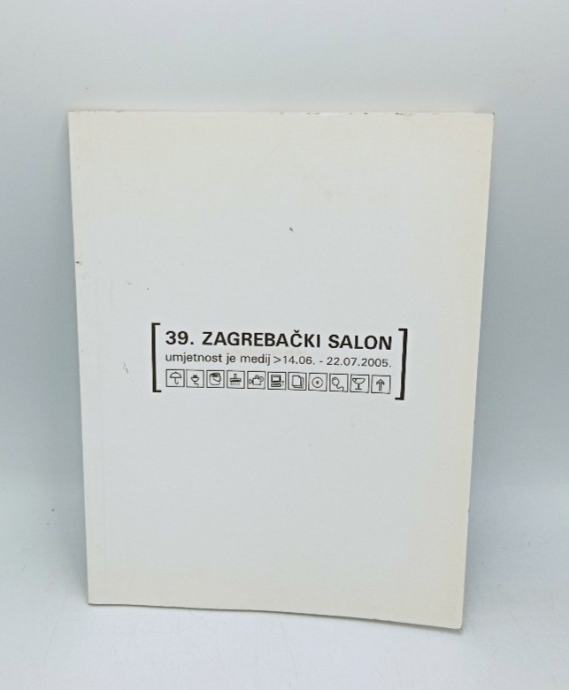 39. ZAGREBAČKI SALON
umjetnost je medij >14.06. - 22.07.2005.